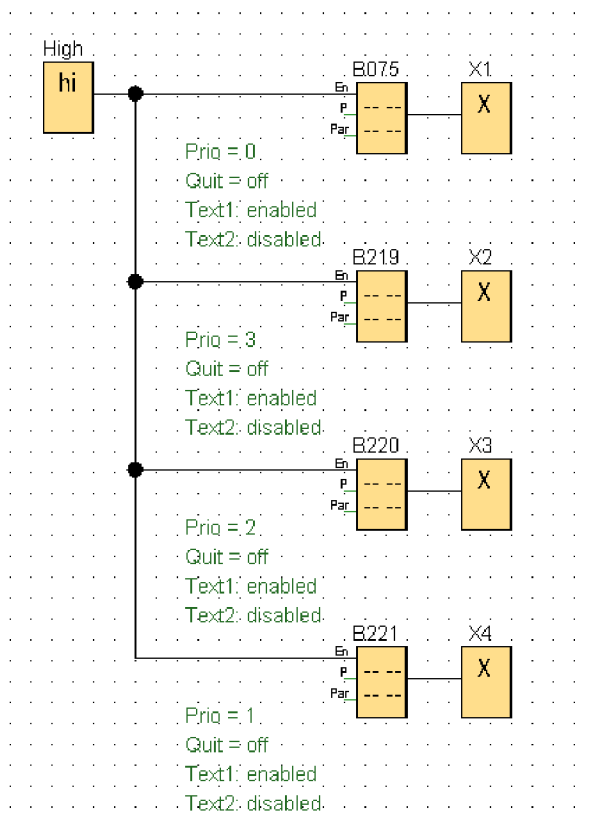 High
hi
B075
X1
En
P
Par
X
Prio = 0
Quit = off
Text1: enabled
Text2: disabled
B219
X2
En
P
Par
X
Prio = 3
Quit = off
Text1: enabled
Text2: disabled
B220
X3
En
P
Par
X
Prio = 2
Quit = off
Text1: enabled
Text2: disabled
B221
X4
En
P
Par
X
Prio = 1
Quit = off
Text1: enabled
Text2: disabled